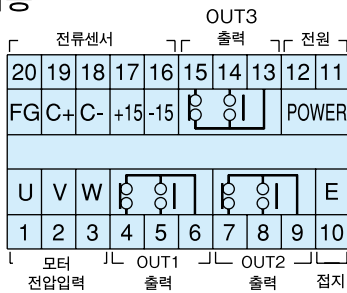 OUT3
전류센서 출력 전원
20 19 18 17 16 15 14 13 12 11
FG C+ C- +15 -15 POWER
U V W E
1 2 3 4 5 6 7 8 9 10
모터 OUT1 OUT2 접지
전압입력 출력 출력